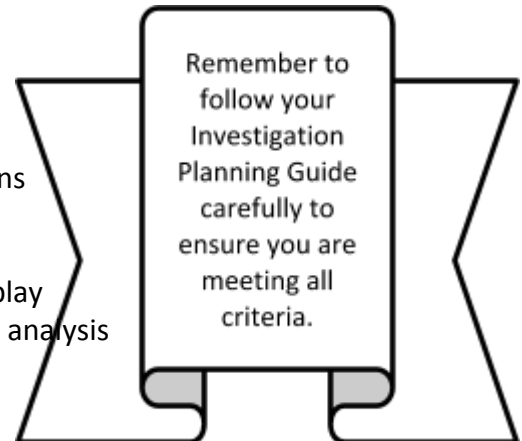 Remember to
follow your
Investigation
Planning Guide
carefully to
ensure you are
meeting all
criteria.
ns
play
analysis